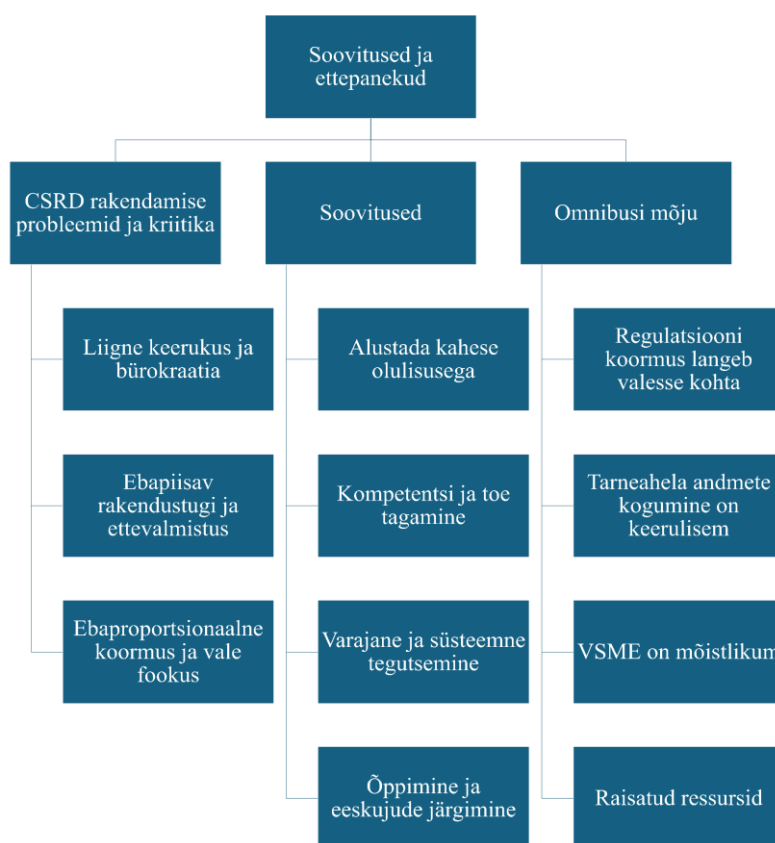 Soovitused ja
ettepanekud
CSRD rakendamise
probleemid ja kriitika
Soovitused
Omnibusi mõju
Liigne keerukus ja
bürokraatia
Alustada kahese
olulisusega
Regulatsiooni
koormus langeb
valesse kohta
Ebapiisav
rakendustugi ja
ettevalmistus
Kompetentsi ja toe
tagamine
Tarneahela andmete
kogumine on
keerulisem
Ebaproportsionaalne
koormus ja vale
fookus
Varajane ja süsteemne
tegutsemine
VSME on mõistlikum
Õppimine ja
eeskujude järgimine
Raisatud ressursid